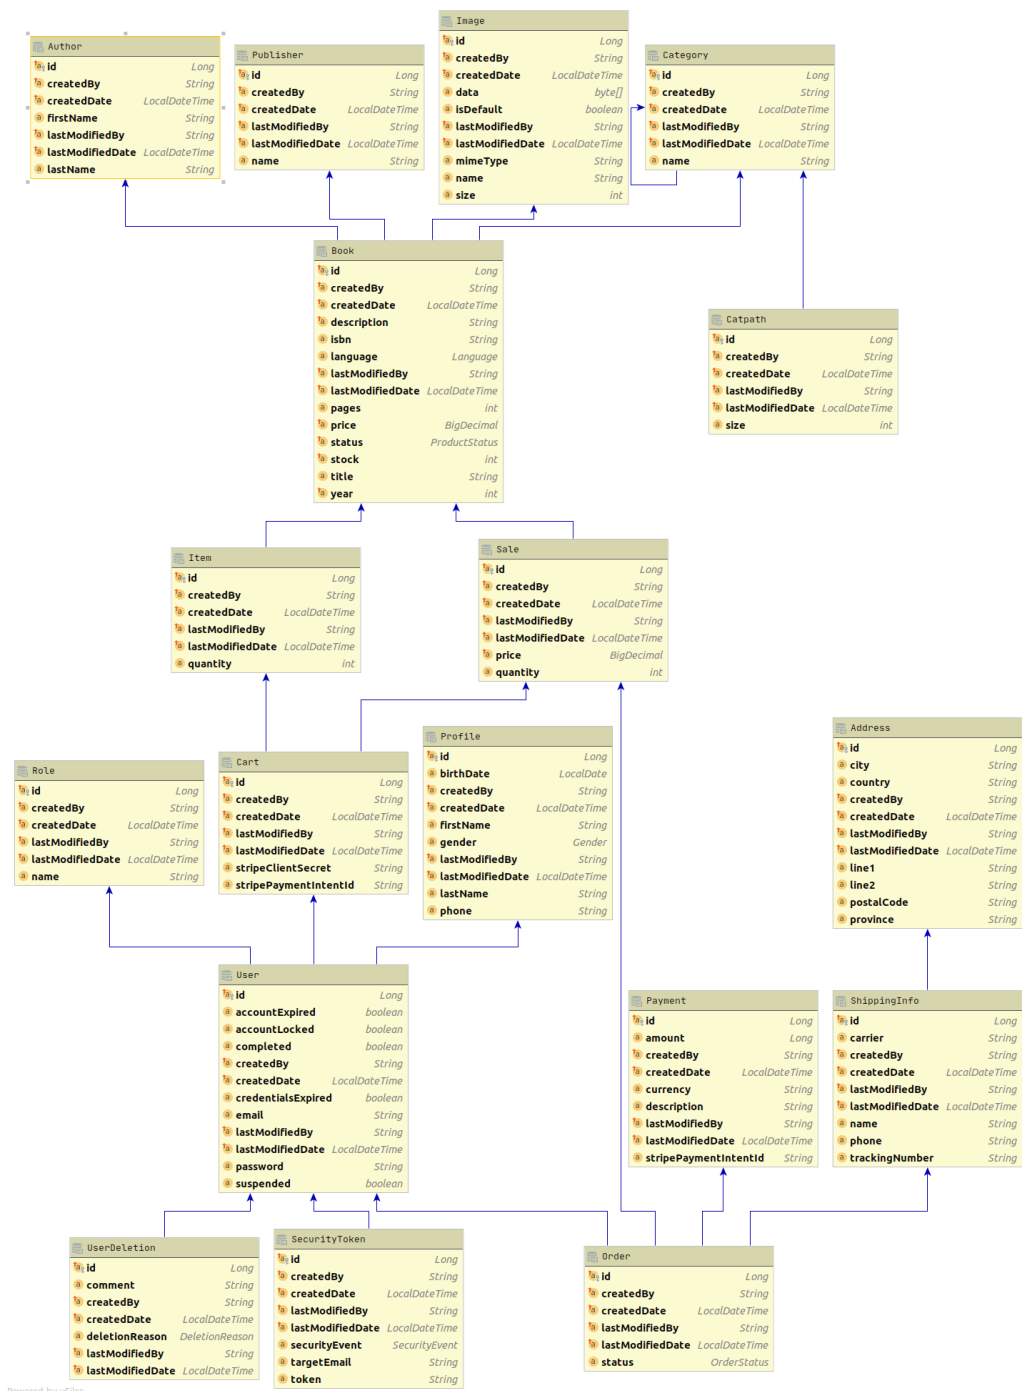 Author
id Long
createdBy String
createdDate LocalDateTime
firstName String
lastModifiedBy String
lastModifiedDate LocalDateTime
lastName String
Publisher
id Long
createdBy String
createdDate LocalDateTime
lastModifiedBy String
lastModifiedDate LocalDateTime
name String
Image
id Long
createdBy String
createdDate LocalDateTime
data byte[]
isDefault boolean
lastModifiedBy String
lastModifiedDate LocalDateTime
mimeType String
name String
size int
Category
id Long
createdBy String
createdDate LocalDateTime
lastModifiedBy String
lastModifiedDate LocalDateTime
name String
Book
id Long
createdBy String
createdDate LocalDateTime
description String
isbn String
language Language
lastModifiedBy String
lastModifiedDate LocalDateTime
pages int
price BigDecimal
status ProductStatus
stock int
title String
year int
Catpath
id Long
createdBy String
createdDate LocalDateTime
lastModifiedBy String
lastModifiedDate LocalDateTime
size int
Item
id Long
createdBy String
createdDate LocalDateTime
lastModifiedBy String
lastModifiedDate LocalDateTime
quantity int
Sale
id Long
createdBy String
createdDate LocalDateTime
lastModifiedBy String
lastModifiedDate LocalDateTime
price BigDecimal
quantity int
Role
id Long
createdBy String
createdDate LocalDateTime
lastModifiedBy String
lastModifiedDate LocalDateTime
name String
Cart
id Long
createdBy String
createdDate LocalDateTime
lastModifiedBy String
lastModifiedDate LocalDateTime
stripeClientSecret String
stripePaymentIntentId String
Profile
id Long
birthDate LocalDate
createdBy String
createdDate LocalDateTime
firstName String
gender Gender
lastModifiedBy String
lastModifiedDate LocalDateTime
lastName String
phone String
Address
id Long
city String
country String
createdBy String
createdDate LocalDateTime
lastModifiedBy String
lastModifiedDate LocalDateTime
line1 String
line2 String
postalCode String
province String
User
id Long
accountExpired boolean
accountLocked boolean
completed boolean
createdBy String
createdDate LocalDateTime
credentialsExpired boolean
email String
lastModifiedBy String
lastModifiedDate LocalDateTime
password String
suspended boolean
Payment
id Long
amount Long
createdBy String
createdDate LocalDateTime
currency String
description String
lastModifiedBy String
lastModifiedDate LocalDateTime
stripePaymentIntentId String
ShippingInfo
id Long
carrier String
createdBy String
createdDate LocalDateTime
lastModifiedBy String
lastModifiedDate LocalDateTime
name String
phone String
trackingNumber String
UserDeletion
id Long
comment String
createdBy String
createdDate LocalDateTime
deletionReason DeletionReason
lastModifiedBy String
lastModifiedDate LocalDateTime
SecurityToken
id Long
createdBy String
createdDate LocalDateTime
lastModifiedBy String
lastModifiedDate LocalDateTime
securityEvent SecurityEvent
targetEmail String
token String
Order
id Long
createdBy String
createdDate LocalDateTime
lastModifiedBy String
lastModifiedDate LocalDateTime
status OrderStatus
Powered by yFiles